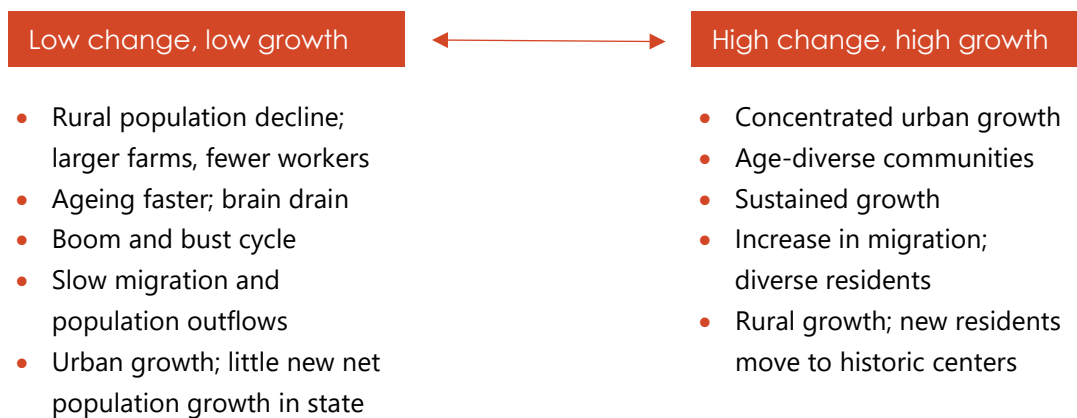 Low change, low growth
High change, high growth
• Rural population decline;
larger farms, fewer workers
• Ageing faster; brain drain
• Boom and bust cycle
• Slow migration and
population outflows
• Urban growth; little new net
population growth in state
• Concentrated urban growth
• Age-diverse communities
• Sustained growth
• Increase in migration;
diverse residents
• Rural growth; new residents
move to historic centers